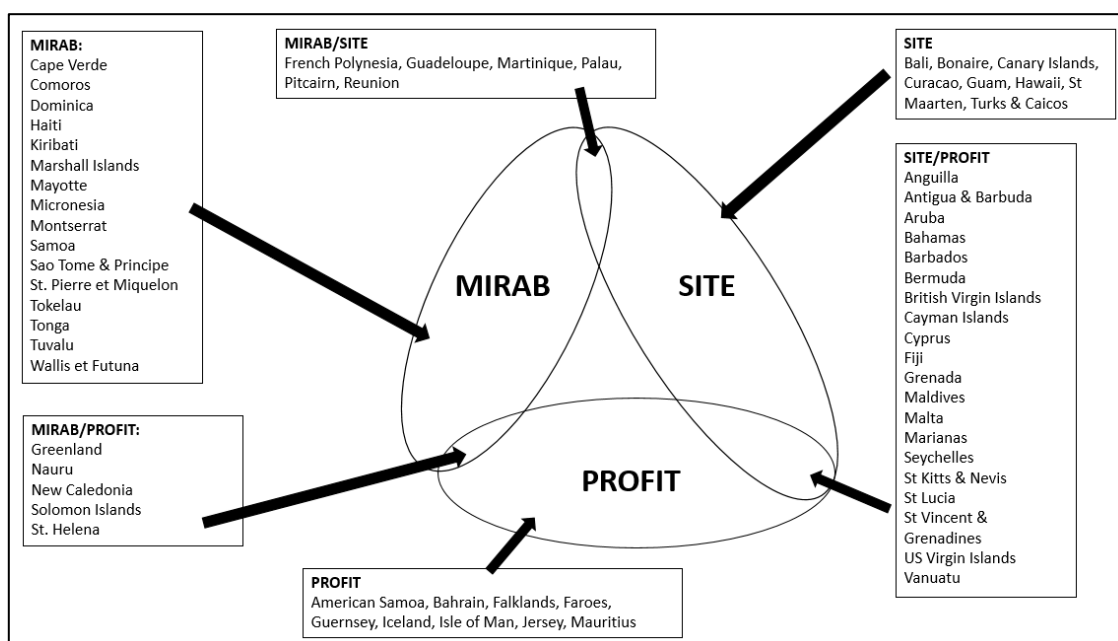 MIRAB:
Cape Verde
Comoros
Dominica
Haiti
Kiribati
Marshall Islands
Mayotte
Micronesia
Montserrat
Samoa
Sao Tome & Principe
St. Pierre et Miquelon
Tokelau
Tonga
Tuvalu
Wallis et Futuna
MIRAB/SITE
French Polynesia, Guadeloupe, Martinique, Palau,
Pitcairn, Reunion
SITE
Bali, Bonaire, Canary Islands,
Curacao, Guam, Hawaii, St
Maarten, Turks & Caicos
SITE/PROFIT
Anguilla
Antigua & Barbuda
Aruba
Bahamas
Barbados
Bermuda
British Virgin Islands
Cayman Islands
Cyprus
Fiji
Grenada
Maldives
Malta
Marianas
Seychelles
St Kitts & Nevis
St Lucia
St Vincent &
Grenadines
US Virgin Islands
Vanuatu
MIRAB
SITE
PROFIT
MIRAB/PROFIT:
Greenland
Nauru
New Caledonia
Solomon Islands
St. Helena
PROFIT
American Samoa, Bahrain, Falklands, Faroes,
Guernsey, Iceland, Isle of Man, Jersey, Mauritius